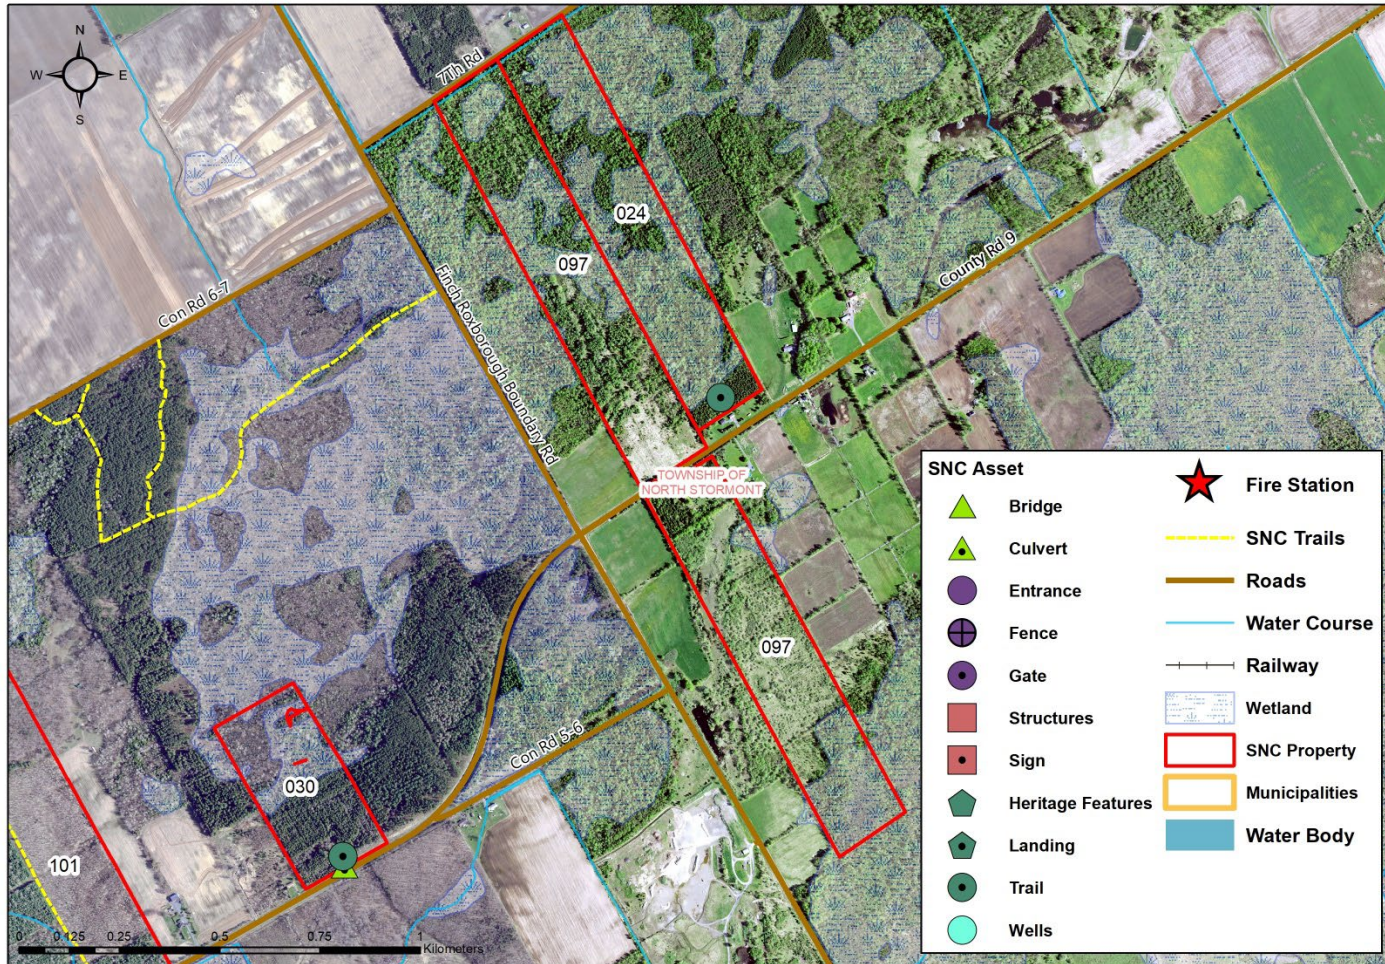 N
W E
S
7Th Rd
024
097
County Rd 9
Con Rd 6-7
Finch Roxborough Boundary Rd
TOWNSHIP OF
NORTH STORMONT
097
Con Rd 5-6
030
101
0 0.125 0.25 0.5 0.75 1
Kilometers
SNC Asset
Bridge
Culvert
Entrance
Fence
Gate
Structures
Sign
Heritage Features
Landing
Trail
Wells
Fire Station
SNC Trails
Roads
Water Course
Railway
Wetland
SNC Property
Municipalities
Water Body